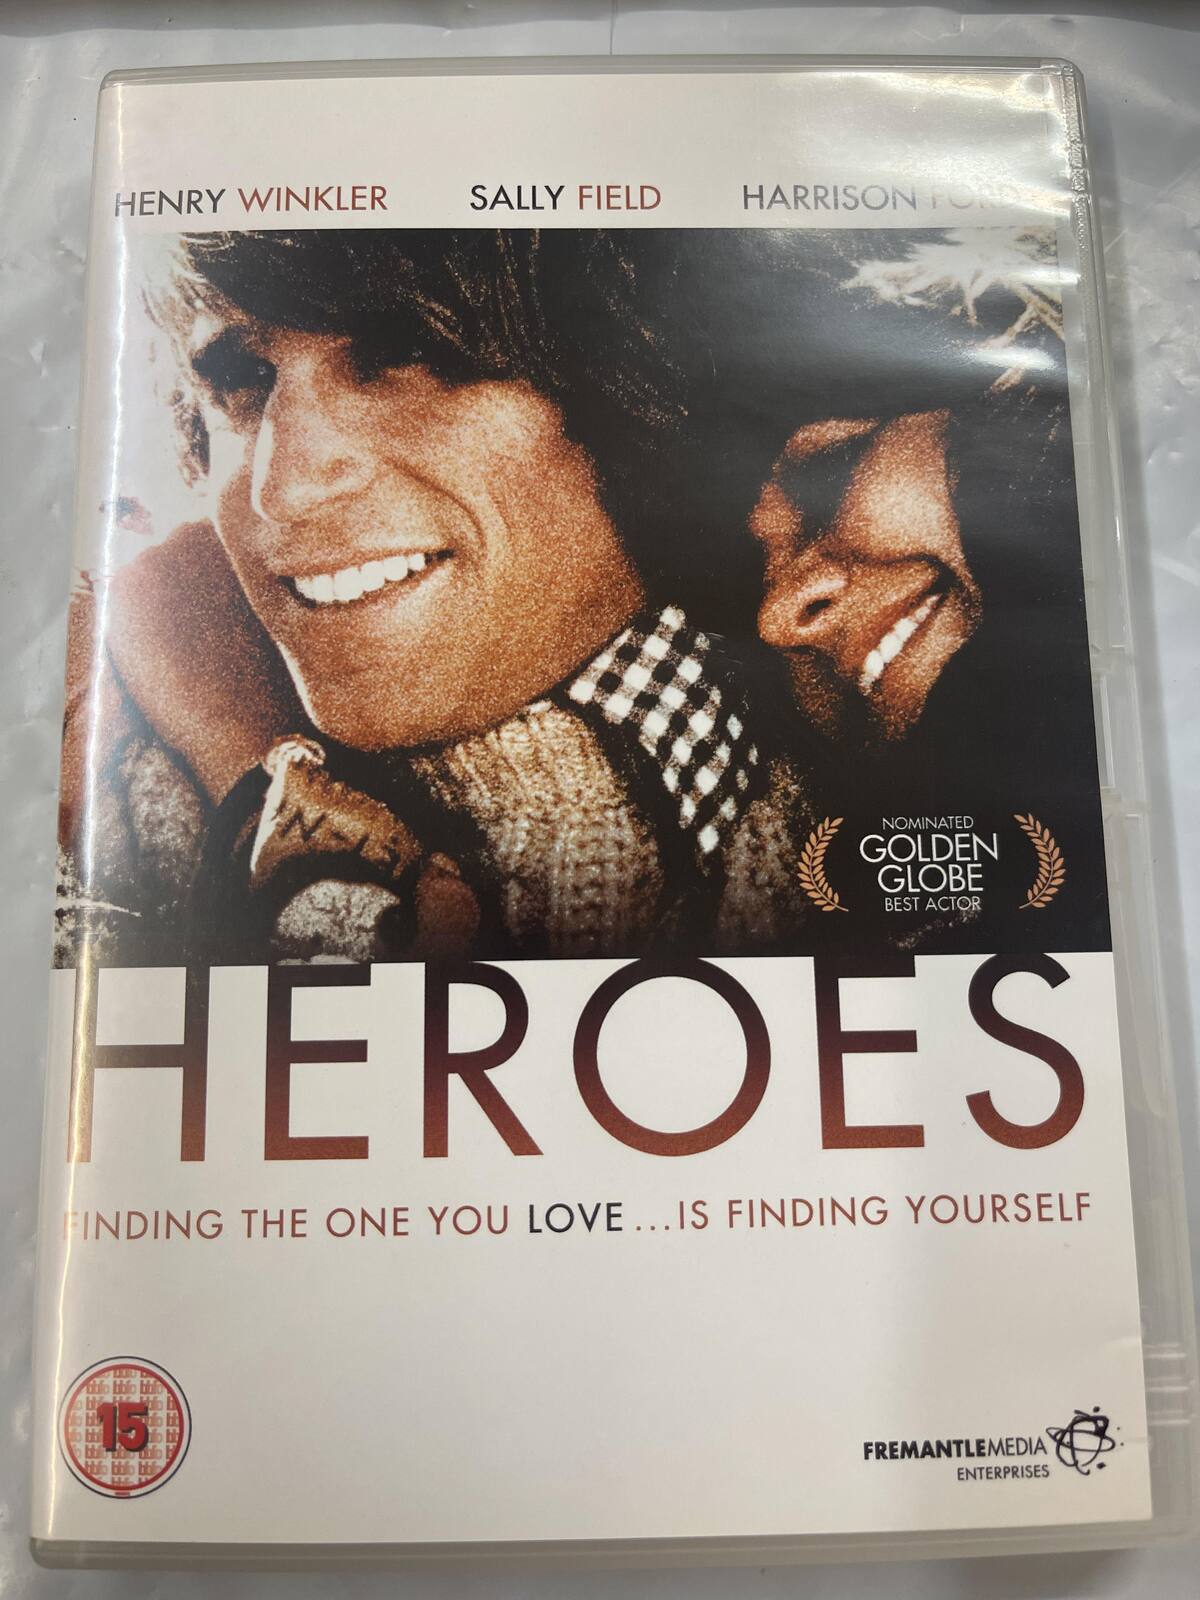 HENRY WINKLER SALLY FIELD HARRISON FORD
NOMINATED
GOLDEN
GLOBE
BEST ACTOR
HEROES
FINDING THE ONE YOU LOVE...IS FINDING YOURSELF
15
FREMANTLEMEDIA
ENTERPRISES